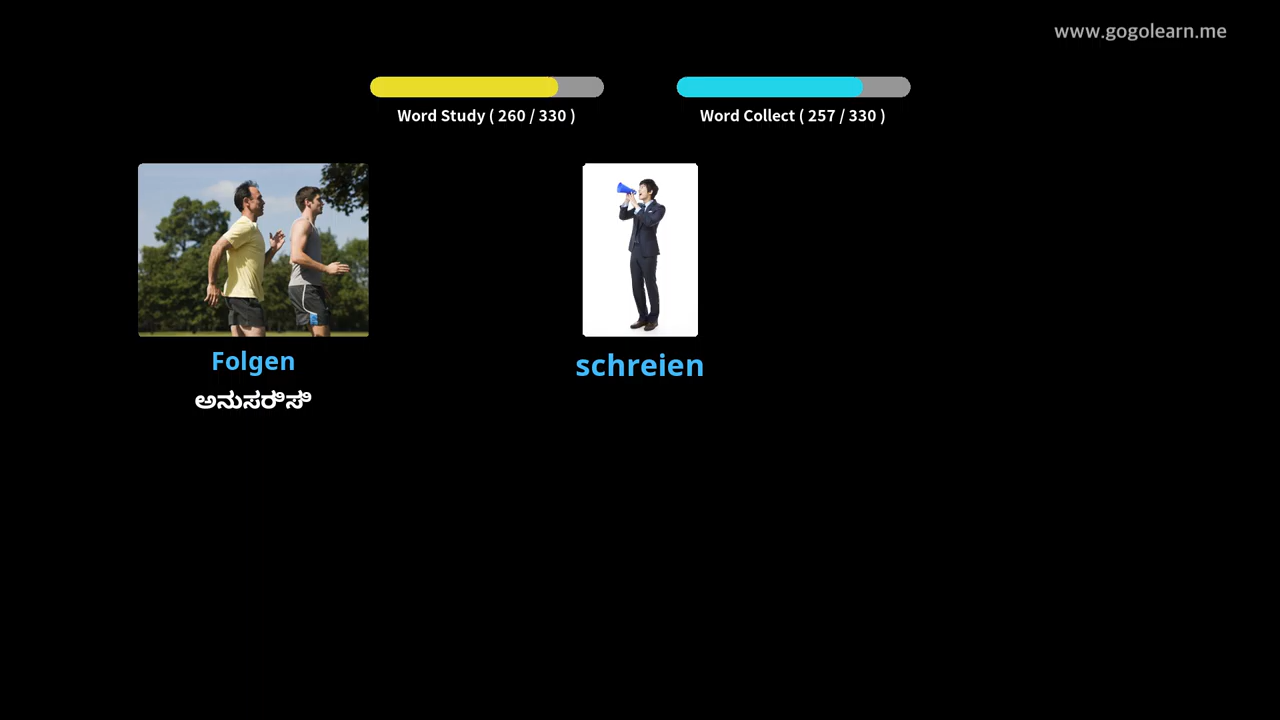 www.gogolearn.me
Word Study ( 260 / 330 )
Word Collect ( 257 / 330 )
Folgen
ಅನುಸರಿಸಿ
schreien